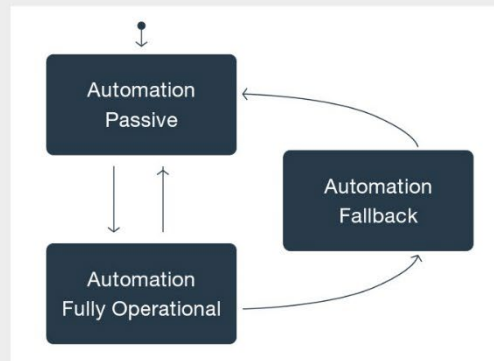 Automation
Passive
Automation
Fallback
Automation
Fully Operational